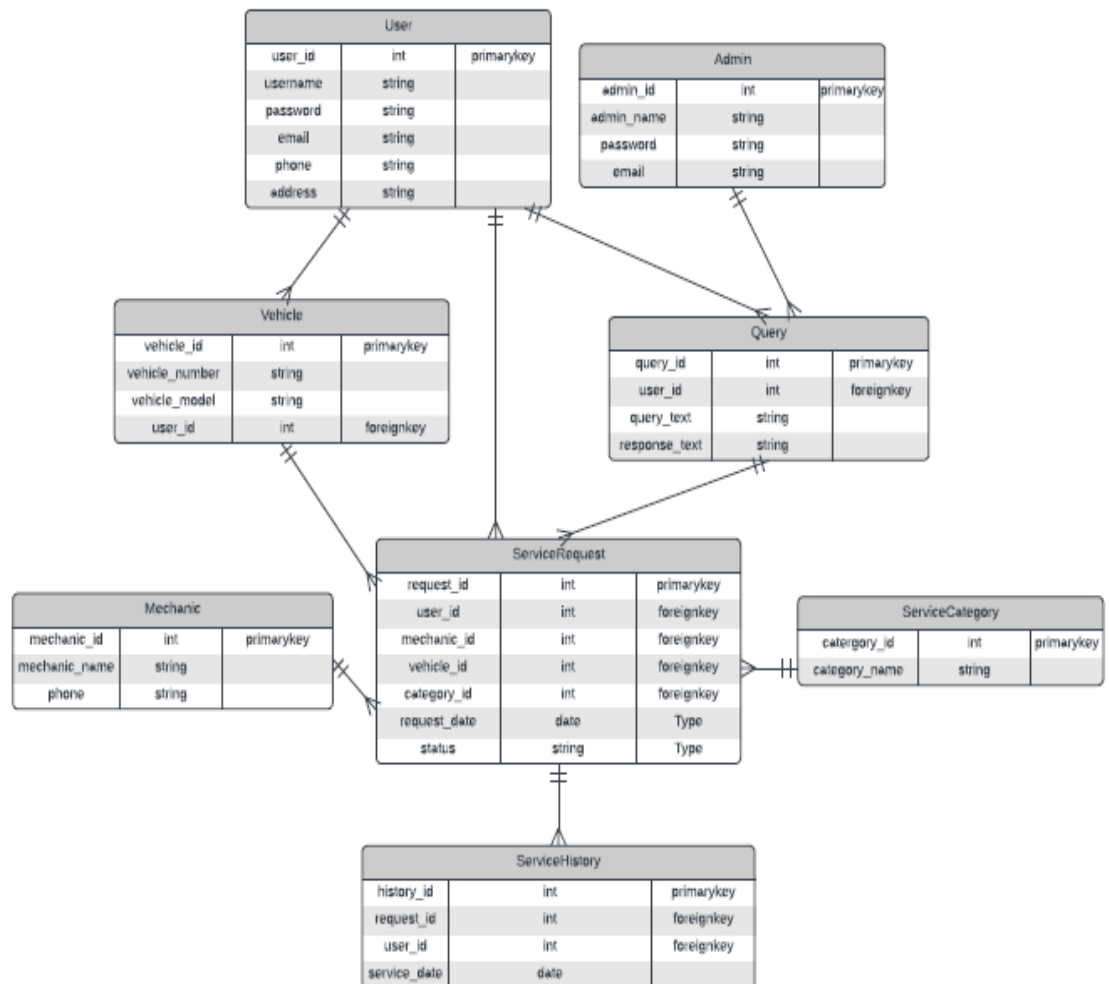 User
user_id int primarykey
username string
password string
email string
phone string
address string
Admin
admin_id int primarykey
admin_name string
password string
email string
Vehicle
vehicle_id int primarykey
vehicle_number string
vehicle_model string
user_id int foreignkey
Query
query_id int primarykey
user_id int foreignkey
query_text string
response_text string
ServiceRequest
request_id int primarykey
user_id int foreignkey
mechanic_id int foreignkey
vehicle_id int foreignkey
category_id int foreignkey
request_date date Type
status string Type
Mechanic
mechanic_id int primarykey
mechanic_name string
phone string
ServiceCategory
catergory_id int primarykey
category_name string
ServiceHistory
history_id int primarykey
request_id int foreignkey
user_id int foreignkey
service_date date